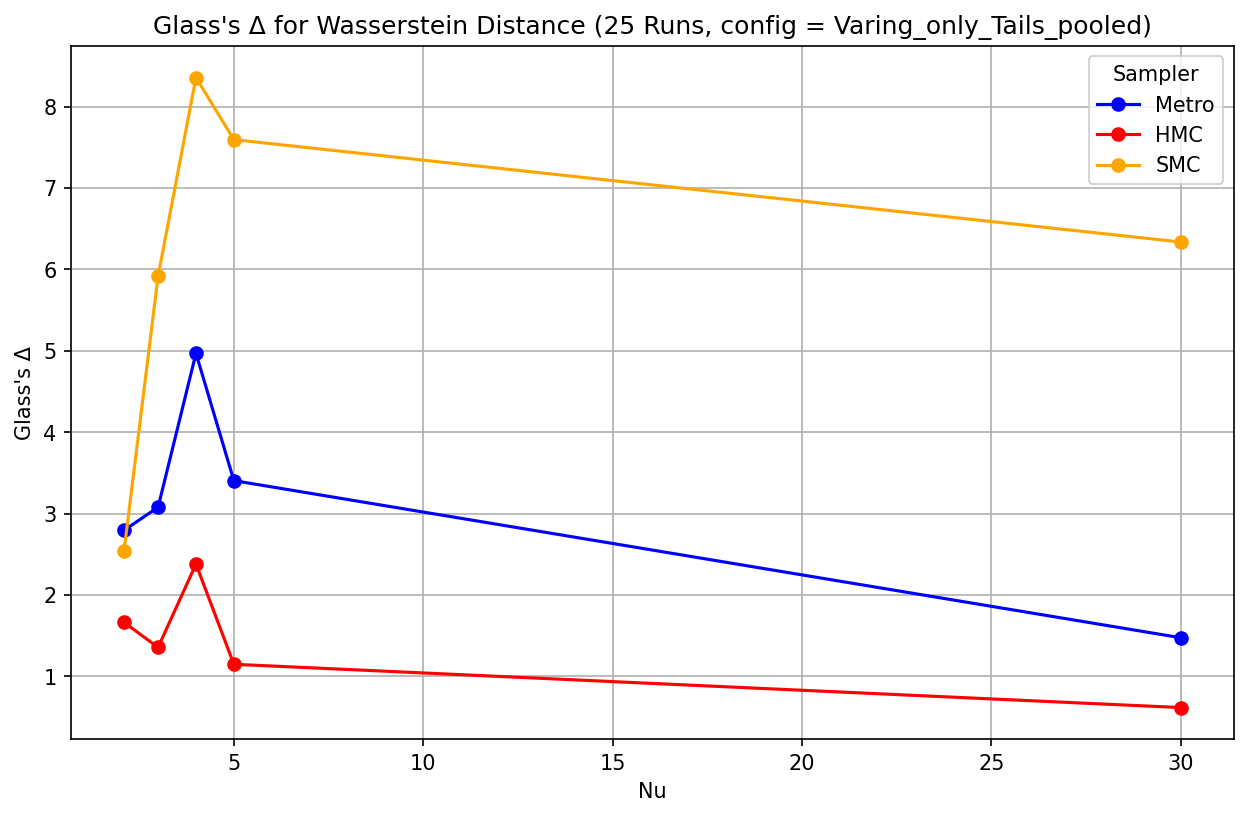 Glass's Δ for Wasserstein Distance (25 Runs, config = Varing_only_Tails_pooled)
Sampler
Metro
HMC
SMC
Glass's Δ
8
7
6
5
4
3
2
1
5
10
15
20
25
30
Nu